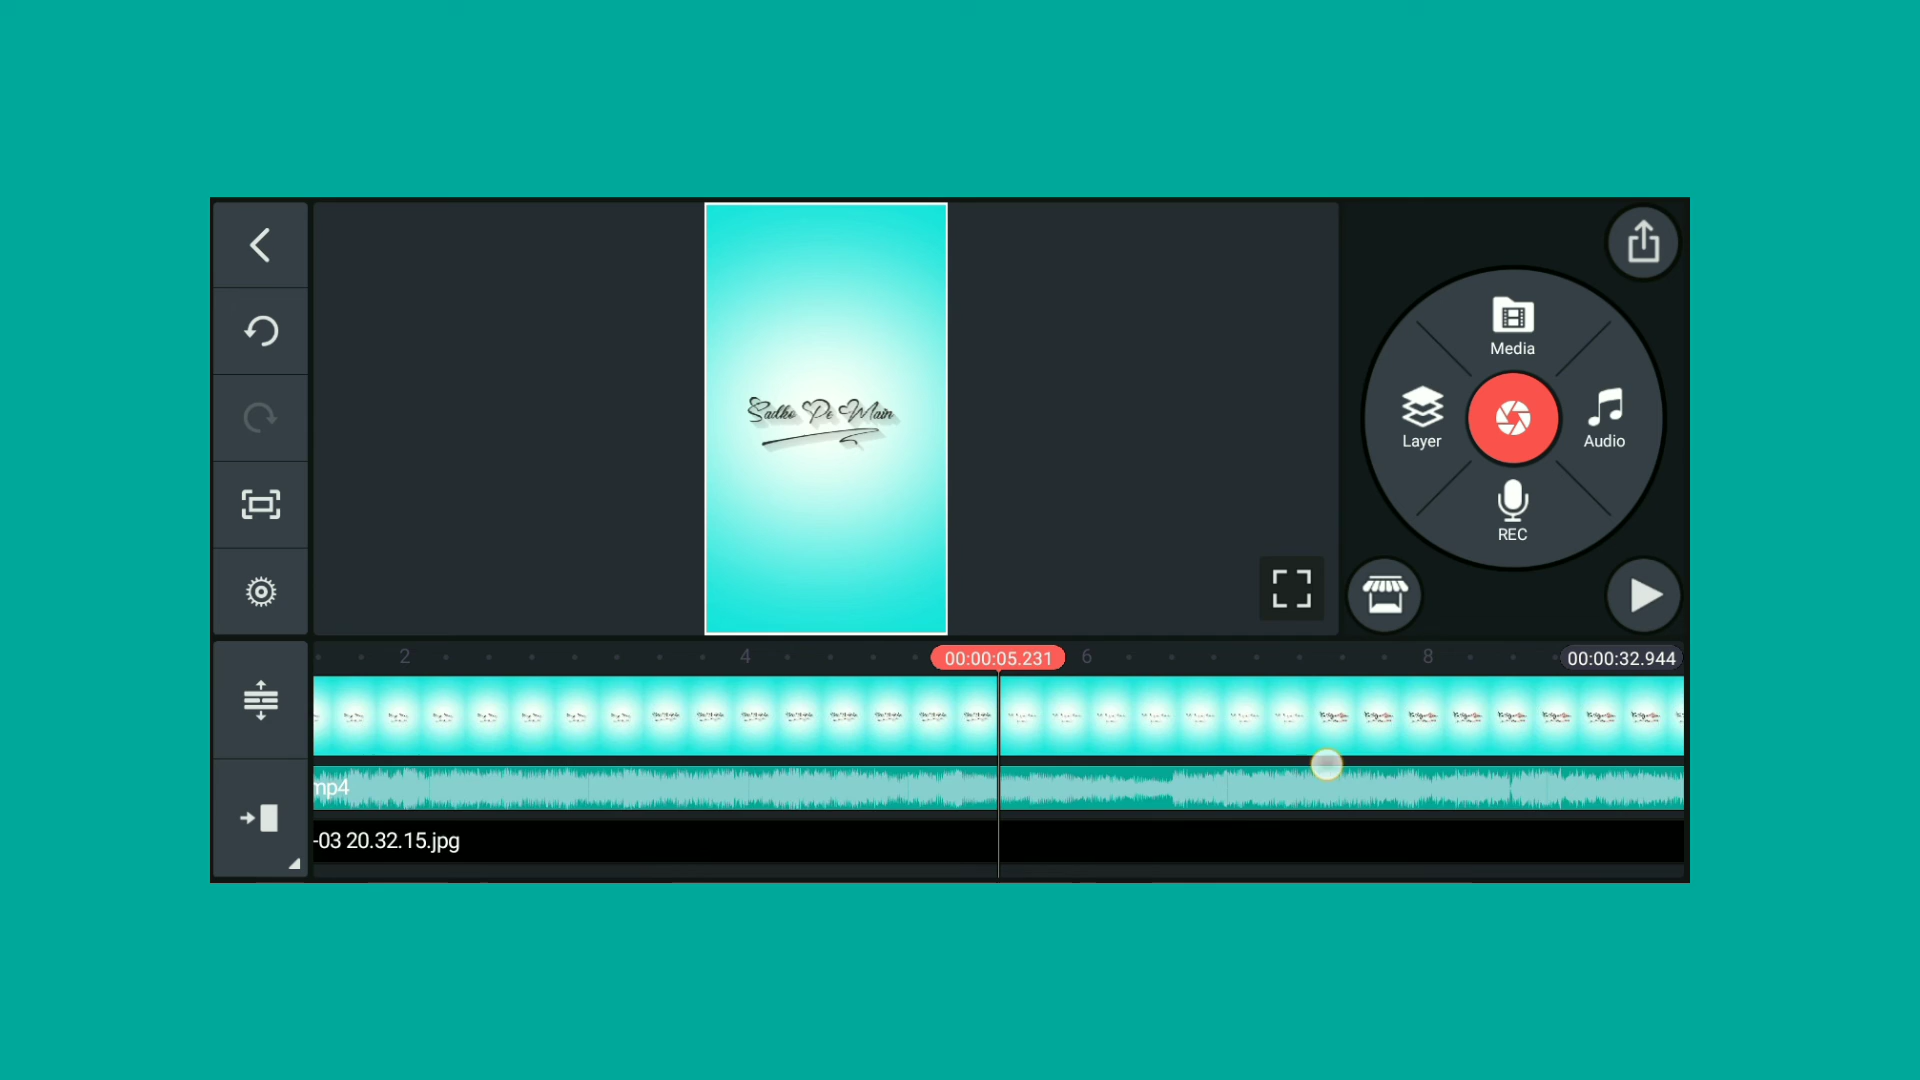 Media
Layer
Audio
REC
Sadko Pe Main
2
4
00:00:05.231
6
8
00:00:32.944
mp4
-03 20.32.15.jpg